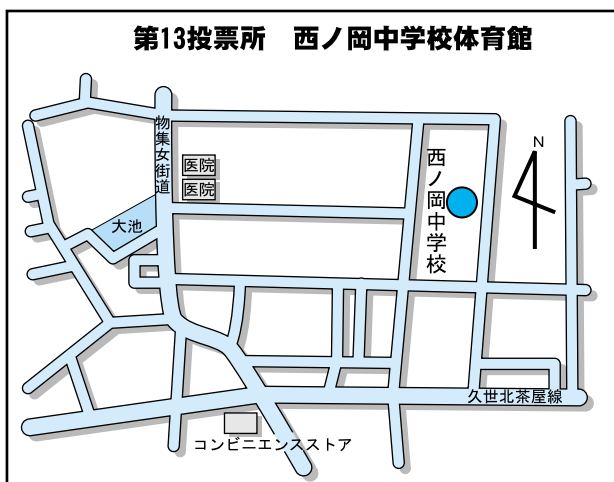 第13投票所　西ノ岡中学校体育館
物集女街道
医院
医院
大池
西ノ岡中学校
N
久世北茶屋線
コンビニエンスストア